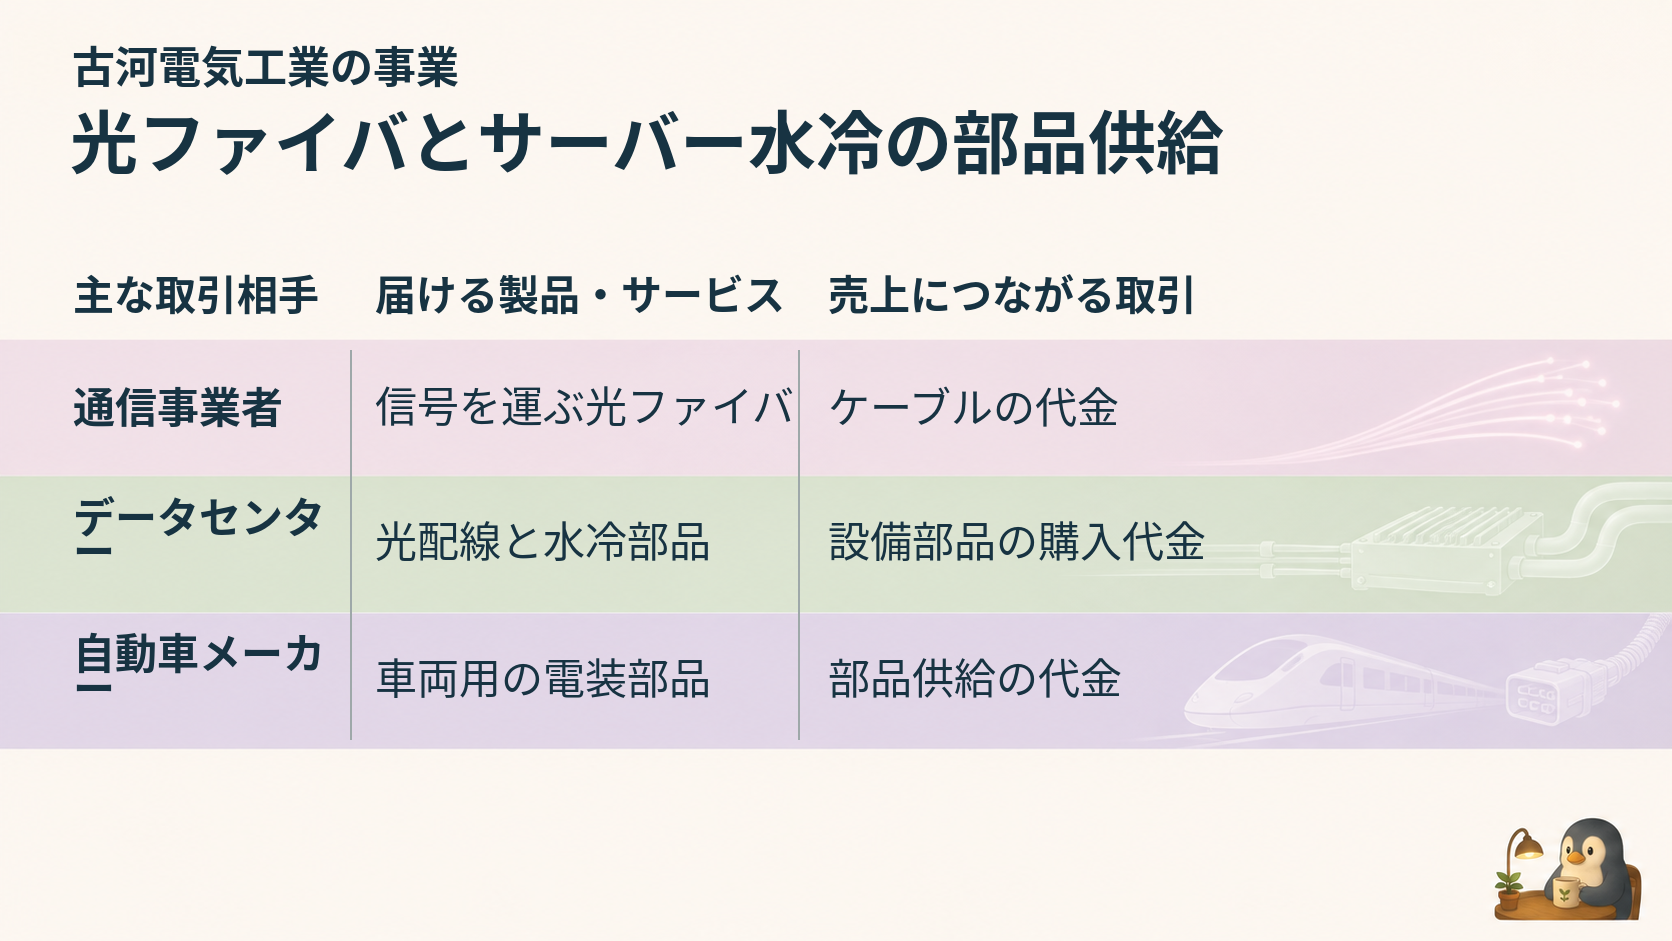 古河電気工業の事業
光ファイバとサーバー水冷の部品供給
主な取引相手 届ける製品・サービス 売上につながる取引
通信事業者 信号を運ぶ光ファイバ ケーブルの代金
データセンタ
ー
光配線と水冷部品 設備部品の購入代金
自動車メーカ
ー
車両用の電装部品 部品供給の代金